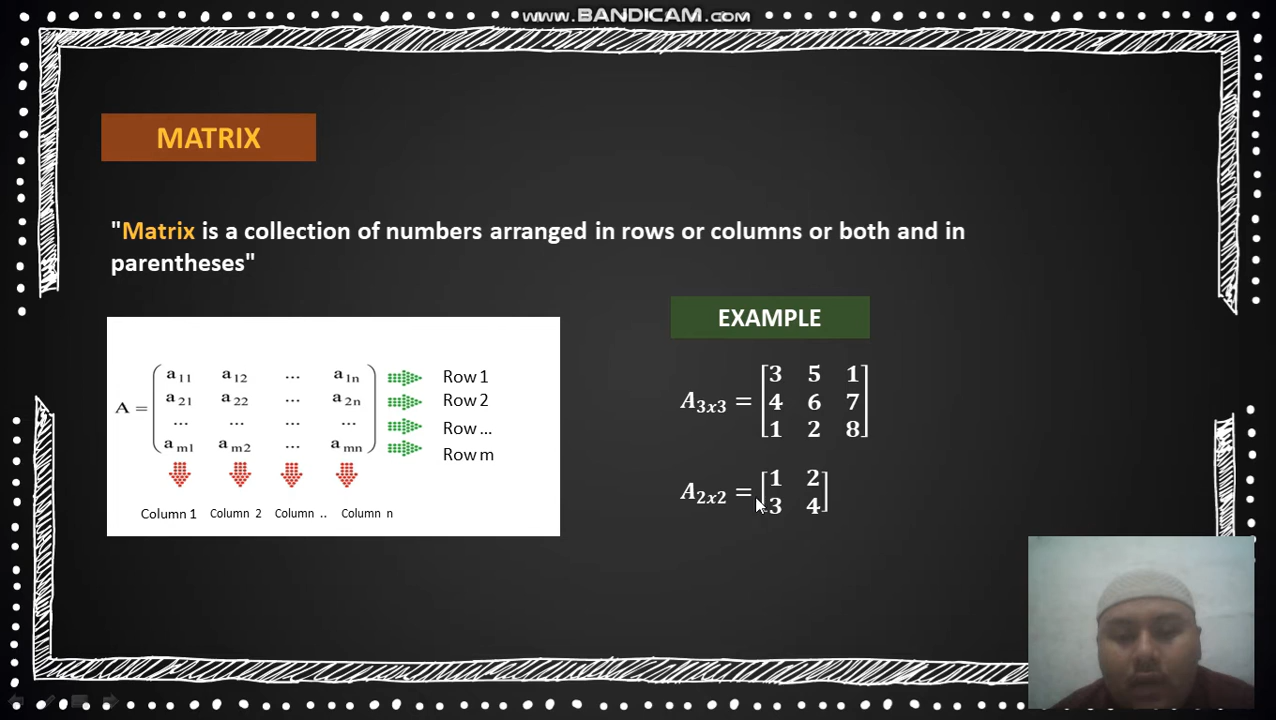 www.BANDICAM.com
MATRIX
"Matrix is a collection of numbers arranged in rows or columns or both and in
parentheses"
EXAMPLE
A = ( a11 a12 ... a1n ) Row 1
a21 a22 ... a2n Row 2
... ... ... ... Row ...
am1 am2 ... amn Row m
Column 1 Column 2 Column .. Column n
A3x3 = [3 5 1
4 6 7
1 2 8]
A2x2 = [1 2
3 4]